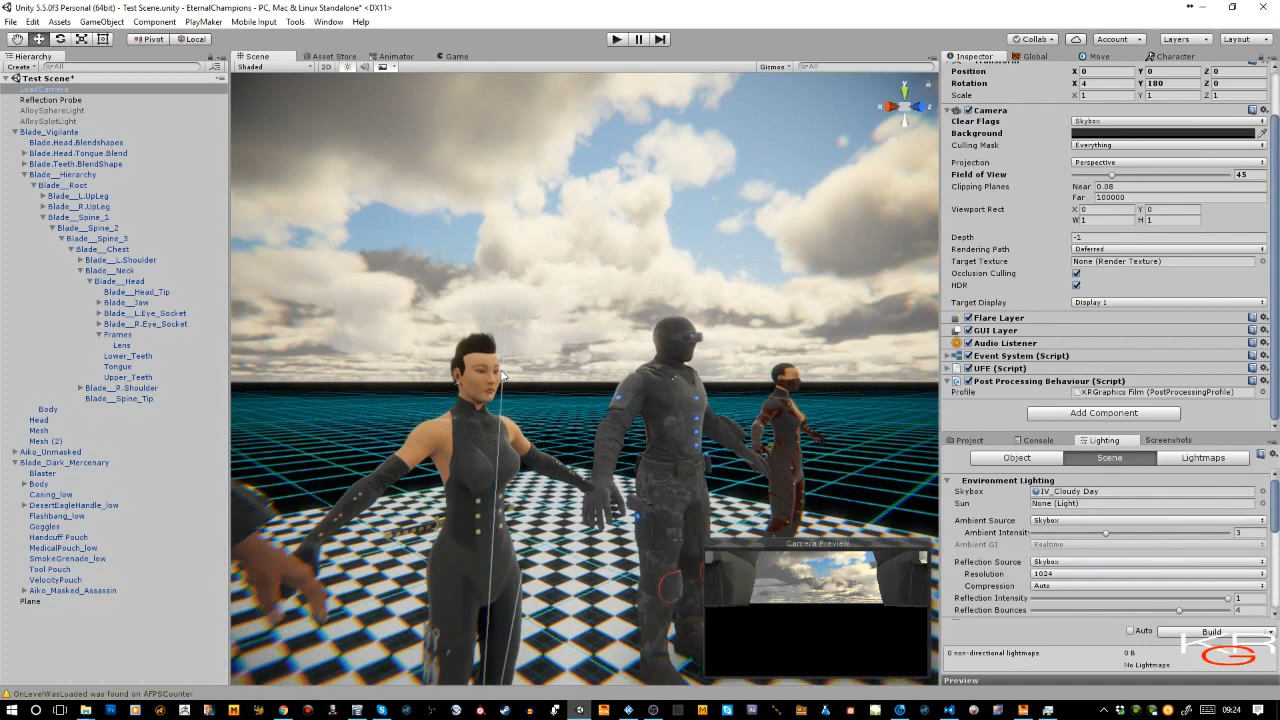 Unity 5.5.0f3 Personal (64bit) - Test Scene.unity - EternalChampions - PC, Mac & Linux Standalone* <DX11>
File Edit Assets GameObject Component PlayMaker Mobile Input Tools Window Help
Pivot Local Collab Account Layers Layout
Hierarchy Scene Asset Store Animator Game Inspector Global Move Character
Create All Shaded 2D Gizmos All
Test Scene*
LoadCamera
Reflection Probe
AlloySphereLight
AlloySpotLight
Blade_Vigilante
Blade.Head.Blendshapes
Blade.Head.Tongue.Blend
Blade.Teeth.BlendShape
Blade__Hierarchy
Blade__Root
Blade__L.UpLeg
Blade__R.UpLeg
Blade__Spine_1
Blade__Spine_2
Blade__Spine_3
Blade__Chest
Blade__L.Shoulder
Blade__Neck
Blade__Head
Blade__Head_Tip
Blade__Jaw
Blade__L.Eye_Socket
Blade__R.Eye_Socket
Frames
Lens
Lower_Teeth
Tongue
Upper_Teeth
Blade__R.Shoulder
Blade__Spine_Tip
Body
Head
Mesh
Mesh (2)
Aiko_Unmasked
Blade_Dark_Mercenary
Blaster
Body
Casing_low
DesertEagleHandle_low
Flashbang_low
Goggles
Handcuff Pouch
MedicalPouch_low
SmokeGrenade_low
Tool Pouch
VelocityPouch
Aiko_Masked_Assassin
Plane
y
x z
Camera Preview
Transform
Position X 0 Y 0 Z 0
Rotation X 4 Y 180 Z 0
Scale X 1 Y 1 Z 1
Camera
Clear Flags Skybox
Background
Culling Mask Everything
Projection Perspective
Field of View 45
Clipping Planes Near 0.08
Far 100000
Viewport Rect X 0 Y 0
W 1 H 1
Depth -1
Rendering Path Deferred
Target Texture None (Render Texture)
Occlusion Culling
HDR
Target Display Display 1
Flare Layer
GUI Layer
Audio Listener
Event System (Script)
UFE (Script)
Post Processing Behaviour (Script)
Profile KRGraphics Film (PostProcessingProfile)
Add Component
Project Console Lighting Screenshots
Object Scene Lightmaps
Environment Lighting
Skybox IV_Cloudy Day
Sun None (Light)
Ambient Source Skybox
Ambient Intensit 3
Ambient GI Realtime
Reflection Source Skybox
Resolution 1024
Compression Auto
Reflection Intensity 1
Reflection Bounces 4
Auto Build
0 non-directional lightmaps 0 B
No Lightmaps
Preview
OnLevelWasLoaded was found on AFPSCounter
09:24